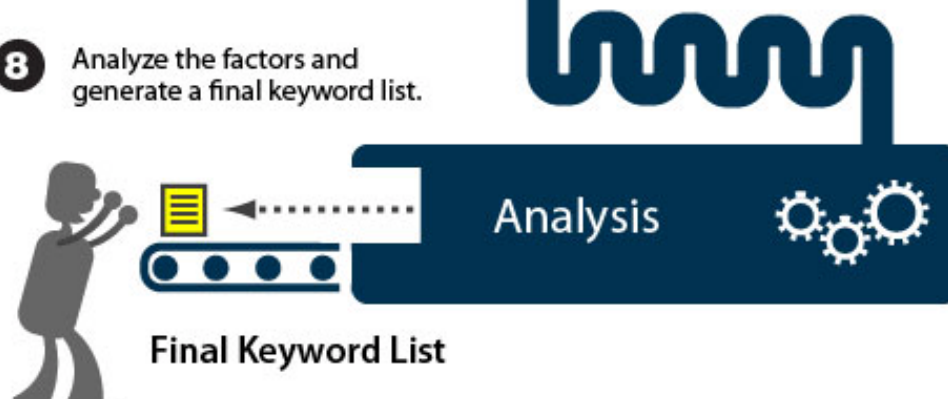 8
Analyze the factors and
generate a final keyword list.
Analysis
Final Keyword List